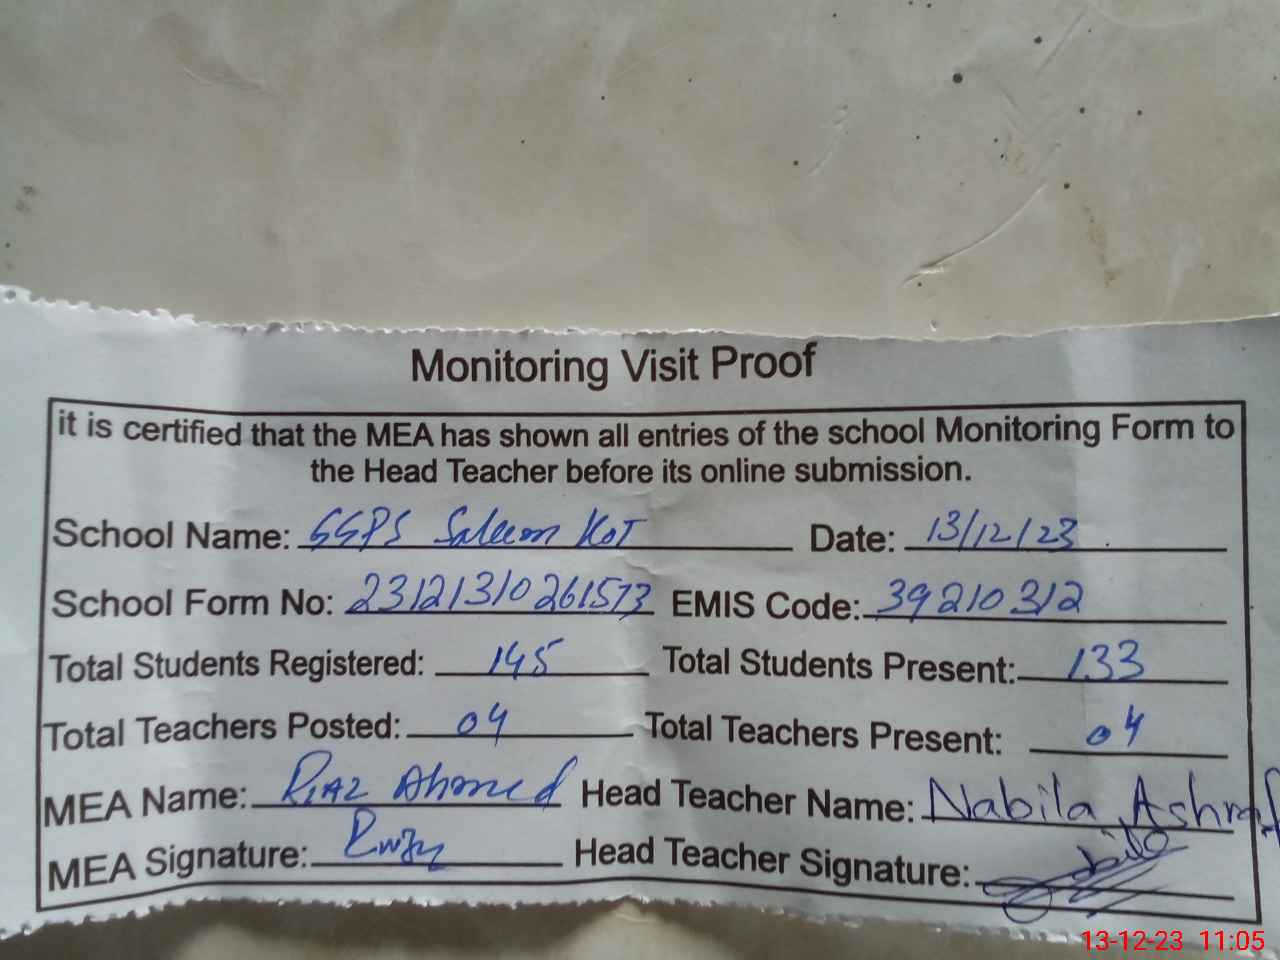 Monitoring Visit Proof
it is certified that the MEA has shown all entries of the school Monitoring Form to
the Head Teacher before its online submission.
School Name: GGPS Saleem Kot Date: 13/12/23
School Form No: 231213/0261573 EMIS Code: 39210312
Total Students Registered: 145 Total Students Present: 133
Total Teachers Posted: 04 Total Teachers Present: 04
MEA Name: Riaz Ahmed Head Teacher Name: Nabila Ashraf
MEA Signature: Head Teacher Signature:
13-12-23 11:05